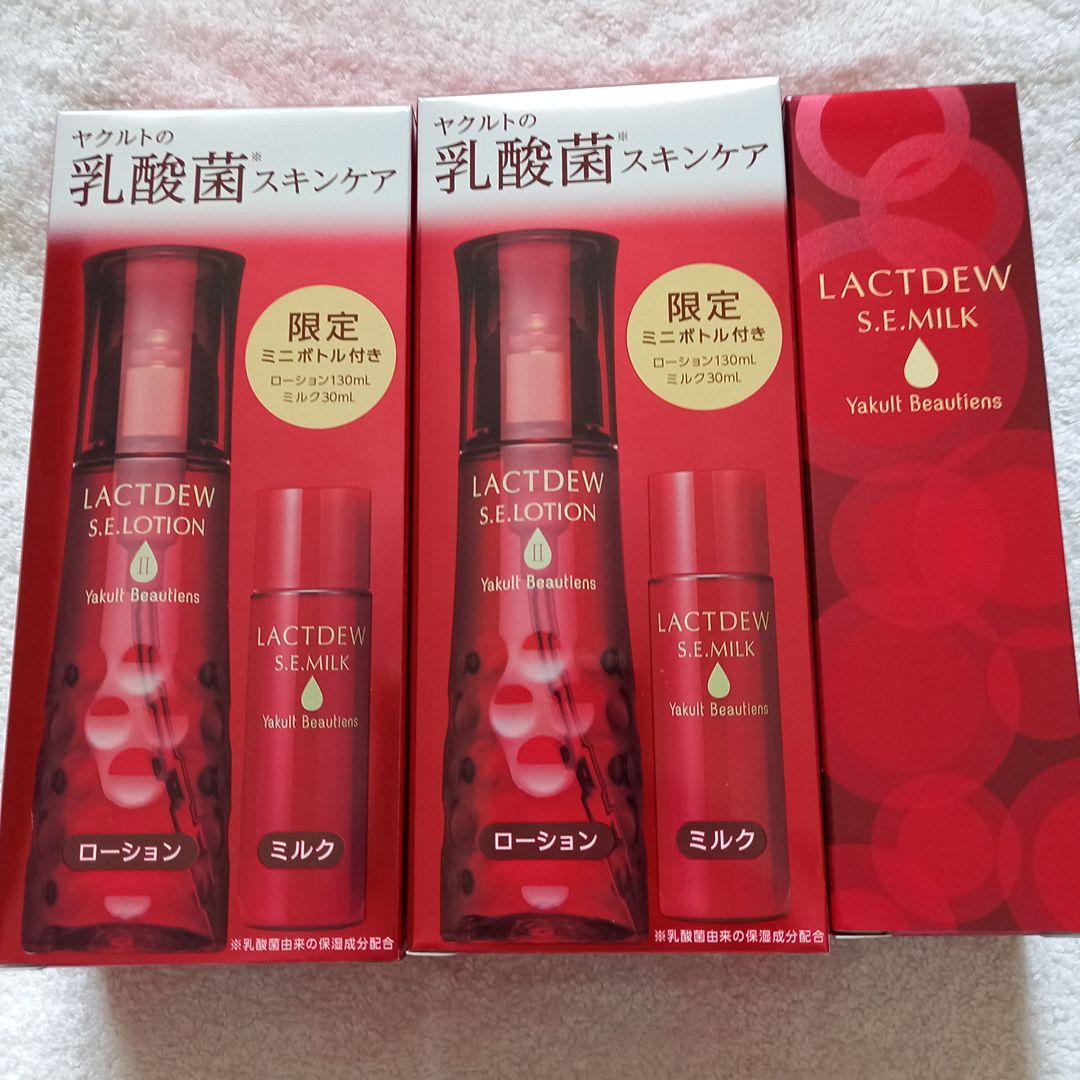 ヤクルトの
乳酸菌※スキンケア
限定
ミニボトル付き
ローション130mL
ミルク30mL
LACTDEW
S.E.LOTION
II
Yakult Beautiens
LACTDEW
S.E.MILK
Yakult Beautiens
ローション
ミルク
※乳酸菌由来の保湿成分配合
ヤクルトの
乳酸菌※スキンケア
限定
ミニボトル付き
ローション130mL
ミルク30mL
LACTDEW
S.E.LOTION
II
Yakult Beautiens
LACTDEW
S.E.MILK
Yakult Beautiens
ローション
ミルク
※乳酸菌由来の保湿成分配合
LACTDEW
S.E.MILK
Yakult Beautiens